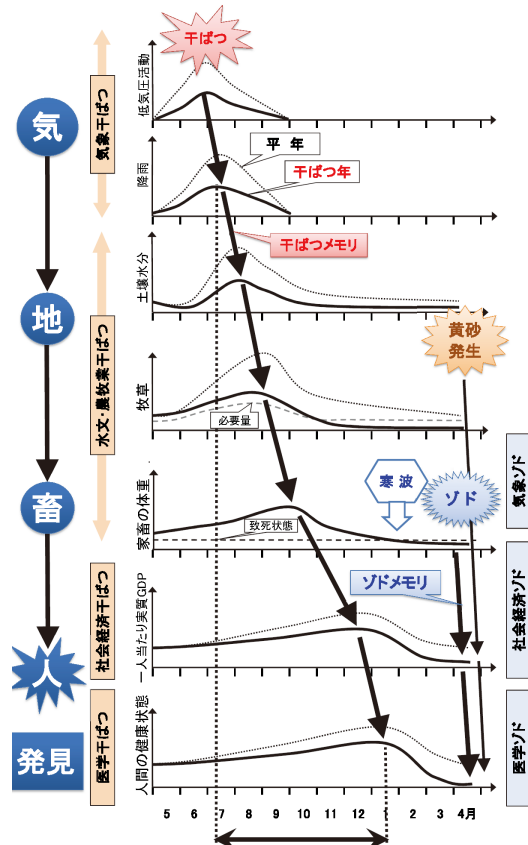 干ばつ
気
地
畜
人
発見
気象干ばつ
水文・農牧業干ばつ
社会経済干ばつ
医学干ばつ
低気圧活動
降雨
平 年
干ばつ年
土壌水分
干ばつメモリ
黄砂
発生
牧草
必要量
家畜の体重
致死状態
寒 波
ゾ ド
気象ゾド
一人当たり実質GDP
ゾドメモリ
社会経済ゾド
人間の健康状態
医学ゾド
5 6 7 8 9 10 11 12 1 2 3 4月